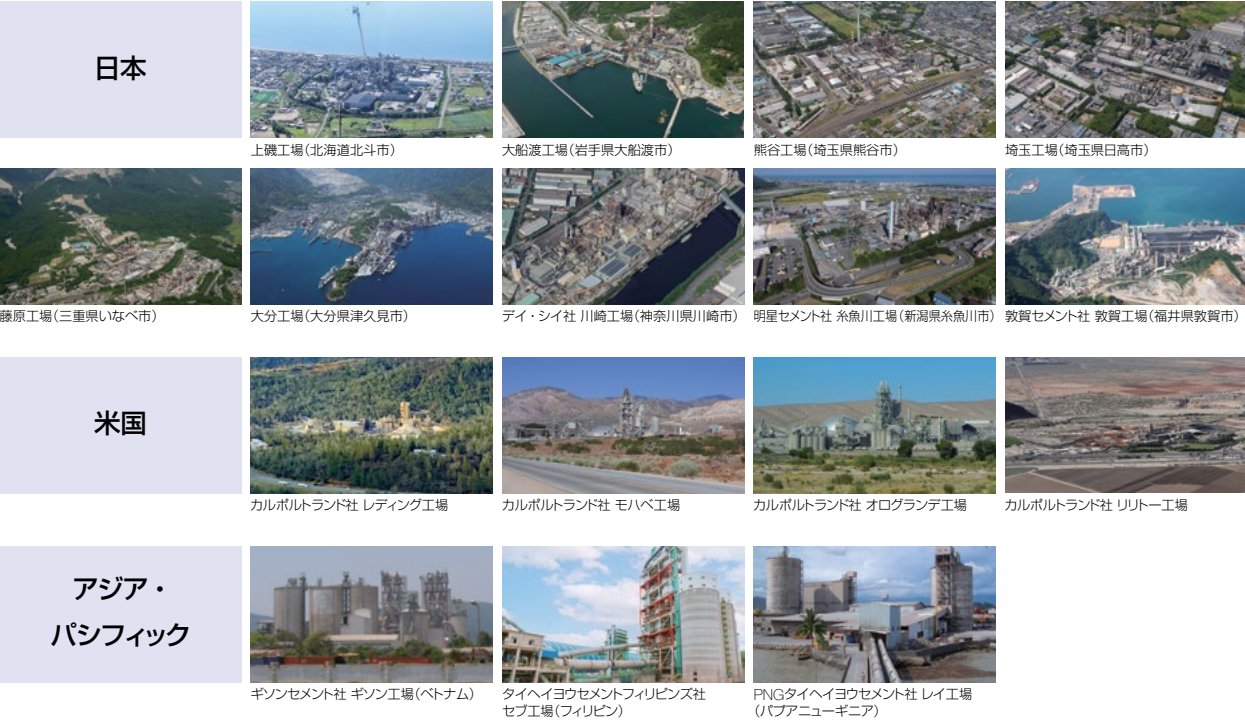 日本
上磯工場(北海道北斗市)
大船渡工場(岩手県大船渡市)
熊谷工場(埼玉県熊谷市)
埼玉工場(埼玉県日高市)
藤原工場(三重県いなべ市)
大分工場(大分県津久見市)
デイ・シイ社 川崎工場(神奈川県川崎市)
明星セメント社 糸魚川工場(新潟県糸魚川市)
敦賀セメント社 敦賀工場(福井県敦賀市)
米国
カルポルトランド社 レディング工場
カルポルトランド社 モハベ工場
カルポルトランド社 オログランデ工場
カルポルトランド社 リリトー工場
アジア・
パシフィック
ギソンセメント社 ギソン工場(ベトナム)
タイヘイヨウセメントフィリピンズ社
セブ工場(フィリピン)
PNGタイヘイヨウセメント社 レイ工場
(パプアニューギニア)